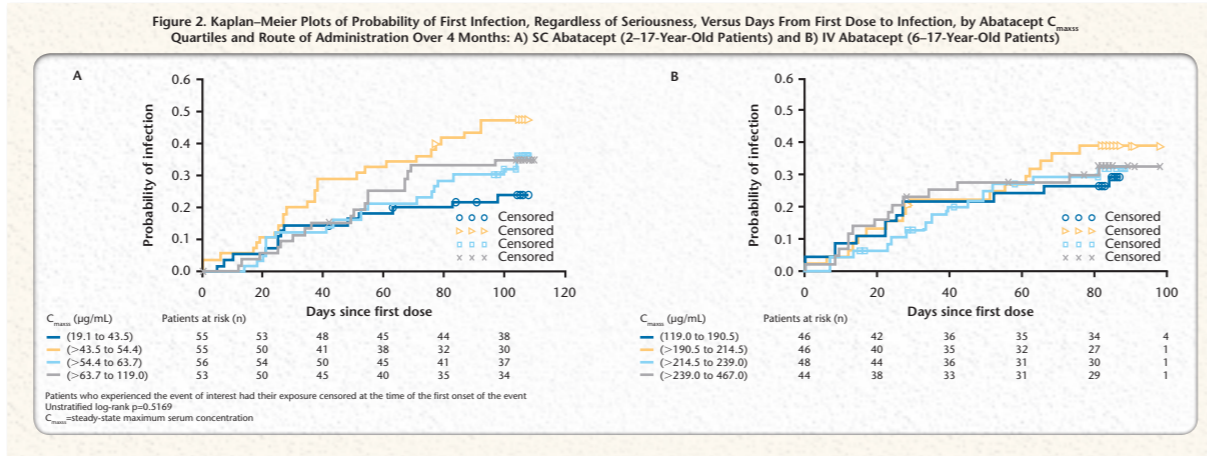 Figure 2. Kaplan–Meier Plots of Probability of First Infection, Regardless of Seriousness, Versus Days From First Dose to Infection, by Abatacept Cmaxss
Quartiles and Route of Administration Over 4 Months: A) SC Abatacept (2–17-Year-Old Patients) and B) IV Abatacept (6–17-Year-Old Patients)
A
Probability of infection
0.6
0.5
0.4
0.3
0.2
0.1
0.0
Censored
Censored
Censored
Censored
0 20 40 60 80 100 120
Days since first dose
Cmaxss (µg/mL) Patients at risk (n)
(19.1 to 43.5) 55 53 48 45 44 38
(>43.5 to 54.4) 55 50 41 38 32 30
(>54.4 to 63.7) 56 54 50 45 41 37
(>63.7 to 119.0) 53 50 45 40 35 34
B
Probability of infection
0.6
0.5
0.4
0.3
0.2
0.1
0.0
Censored
Censored
Censored
Censored
0 20 40 60 80 100
Days since first dose
Cmaxss (µg/mL) Patients at risk (n)
(119.0 to 190.5) 46 42 36 35 34 4
(>190.5 to 214.5) 46 40 35 32 27 1
(>214.5 to 239.0) 48 44 36 31 30 1
(>239.0 to 467.0) 44 38 33 31 29 1
Patients who experienced the event of interest had their exposure censored at the time of the first onset of the event
Unstratified log-rank p=0.5169
Cmaxss=steady-state maximum serum concentration